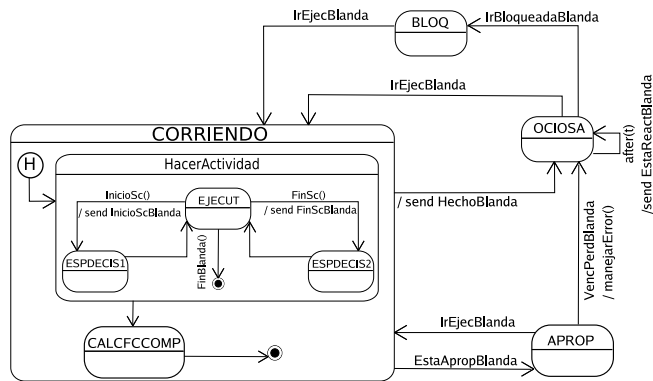 IrEjecBlanda
BLOQ
IrBloqueadaBlanda
IrEjecBlanda
OCIOSA
after(t)
/send EstaReactBlanda
CORRIENDO
H
HacerActividad
InicioSc()
/ send InicioScBlanda
EJECUT
FinSc()
/ send FinScBlanda
FinBlanda()
ESPDECIS1
ESPDECIS2
/ send HechoBlanda
VencPerdBlanda
/ manejarError()
CALCFCCOMP
IrEjecBlanda
APROP
EstaApropBlanda